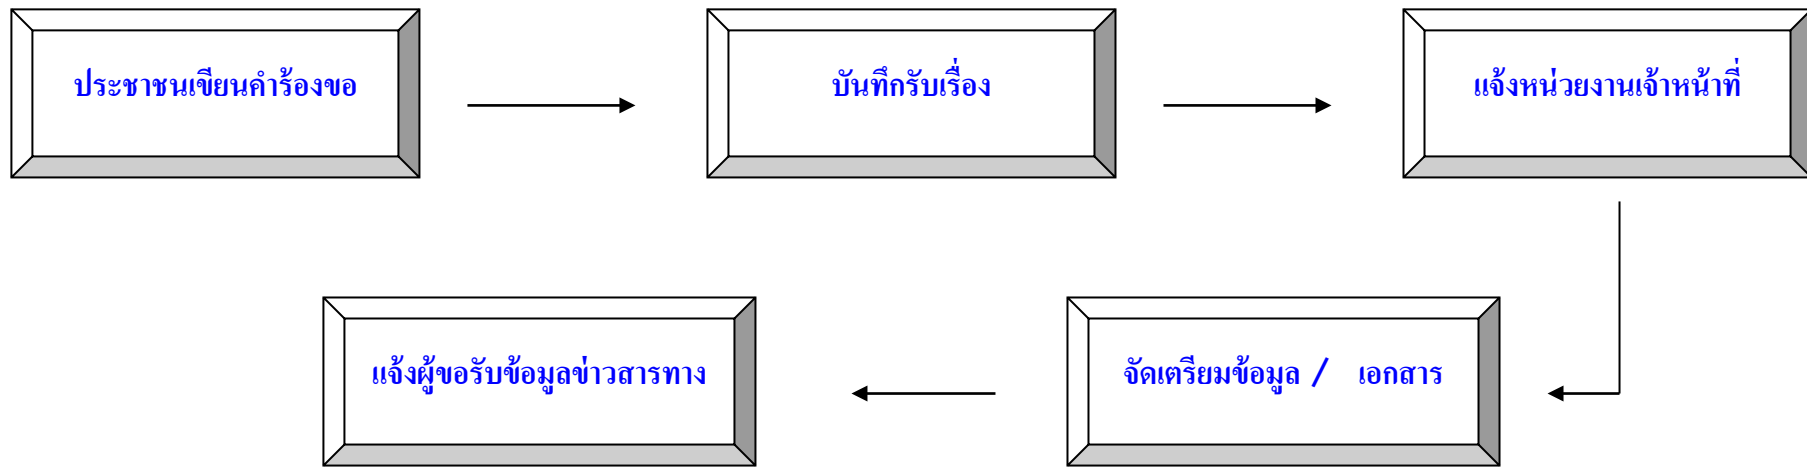 ประชาชนเขียนคำร้องขอ
บันทึกรับเรื่อง
แจ้งหน่วยงานเจ้าหน้าที่
จัดเตรียมข้อมูล / เอกสาร
แจ้งผู้ขอรับข้อมูลข่าวสารทาง